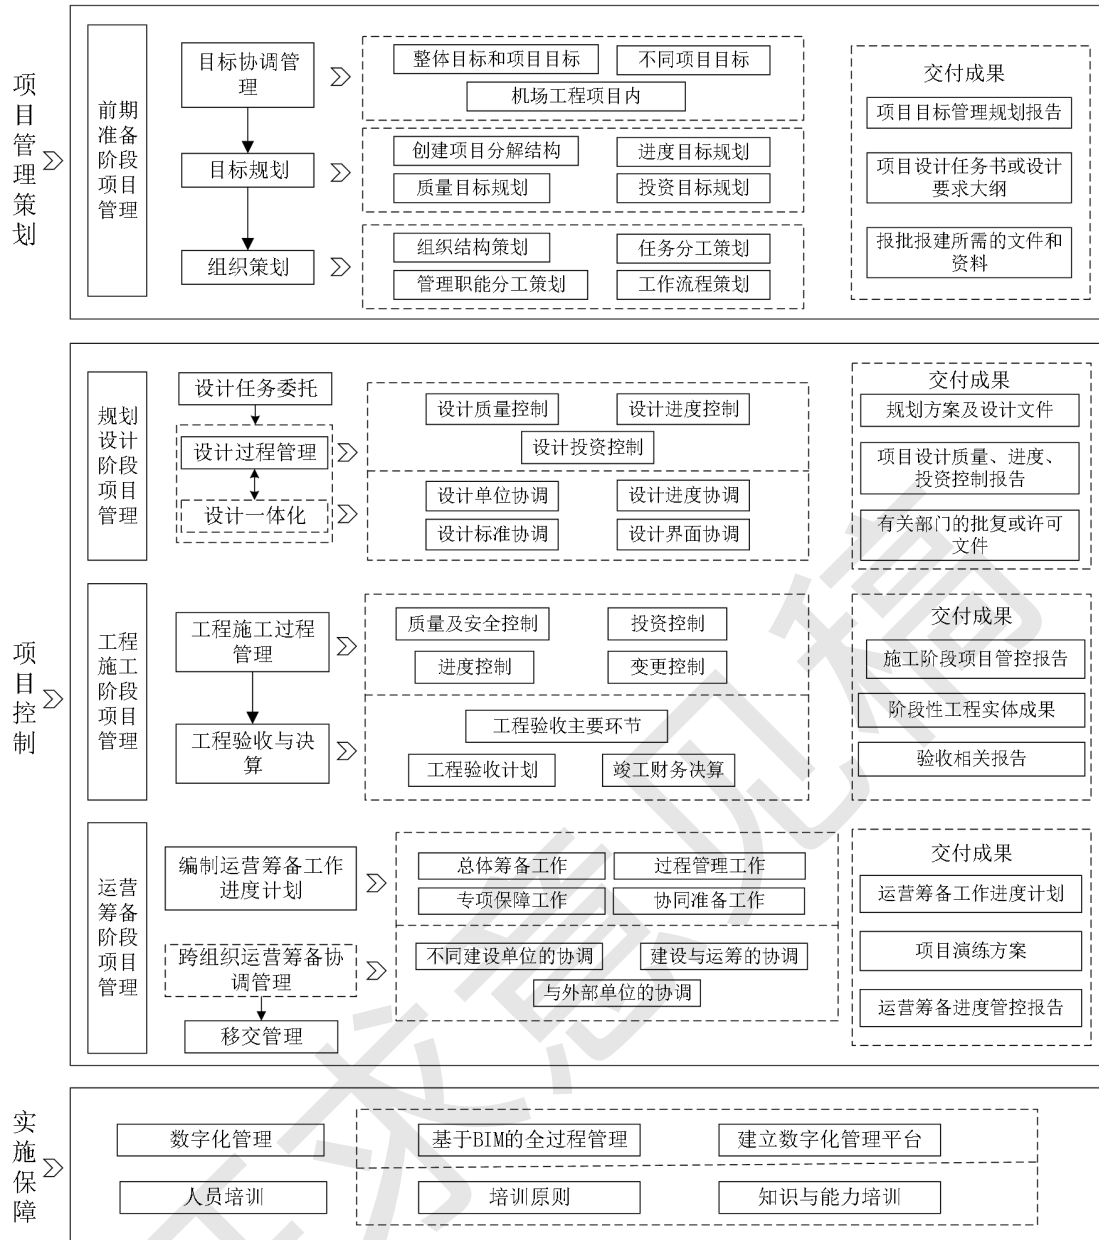 项目管理策划
前期
准备
阶段
项目
管理
目标协调管
理
目标规划
组织策划
整体目标和项目目标
不同项目目标
机场工程项目内
创建项目分解结构
进度目标规划
质量目标规划
投资目标规划
组织结构策划
任务分工策划
管理职能分工策划
工作流程策划
交付成果
项目目标管理规划报告
项目设计任务书或设计
要求大纲
报批报建所需的文件和
资料
项目控制
规划
设计
阶段
项目
管理
设计任务委托
设计过程管理
设计一体化
设计质量控制
设计进度控制
设计投资控制
设计单位协调
设计进度协调
设计标准协调
设计界面协调
交付成果
规划方案及设计文件
项目设计质量、进度、
投资控制报告
有关部门的批复或许可
文件
工程
施工
阶段
项目
管理
工程施工过程
管理
工程验收与决
算
质量及安全控制
投资控制
进度控制
变更控制
工程验收主要环节
工程验收计划
竣工财务决算
交付成果
施工阶段项目管控报告
阶段性工程实体成果
验收相关报告
运营
筹备
阶段
项目
管理
编制运营筹备工作
进度计划
跨组织运营筹备协
调管理
移交管理
总体筹备工作
过程管理工作
专项保障工作
协同准备工作
不同建设单位的协调
建设与运筹的协调
与外部单位的协调
交付成果
运营筹备工作进度计划
项目演练方案
运营筹备进度管控报告
实施保障
数字化管理
基于BIM的全过程管理
建立数字化管理平台
人员培训
培训原则
知识与能力培训
征求意见稿